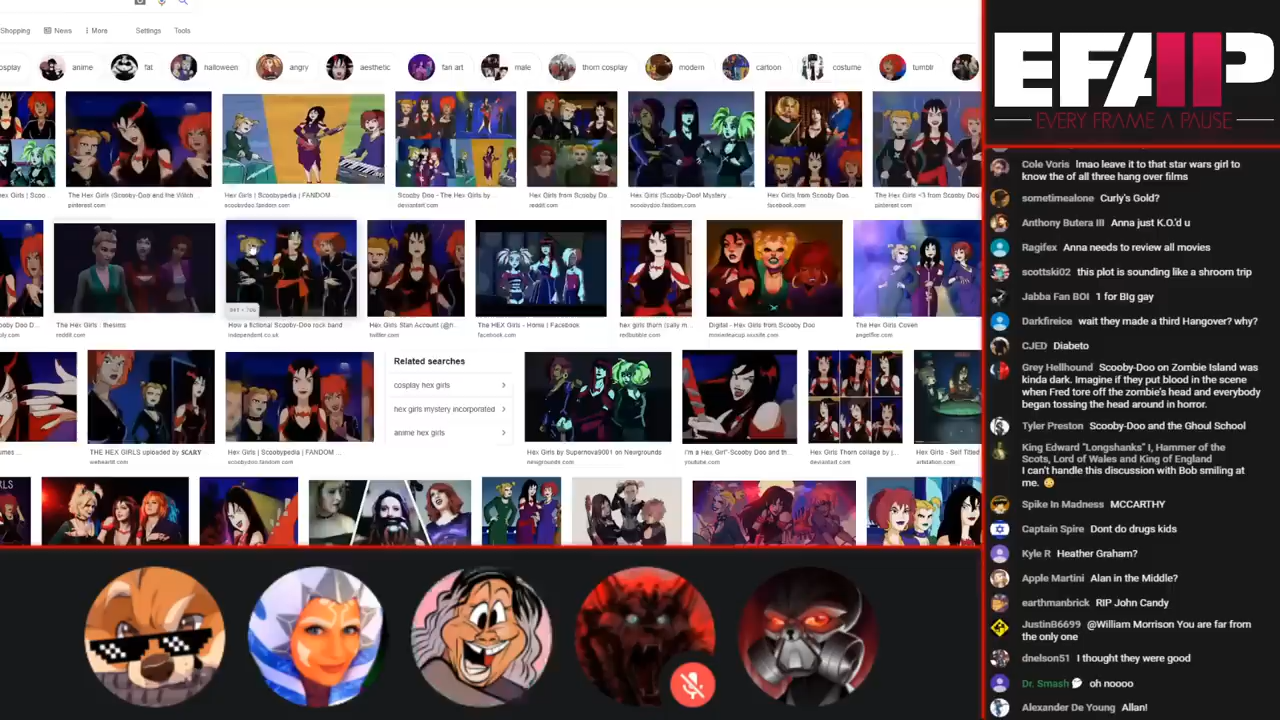 Shopping
News
More
Settings
Tools
anime
fat
halloween
angry
aesthetic
fan art
male
thorn cosplay
modern
cartoon
costume
tumblr
Hex Girls | Scoo...
The Hex Girls (Scooby-Doo and the Witch
pinterest.com
Hex Girls | Scoobypedia | FANDOM
scoobydoo.fandom.com
Scooby Doo - The Hex Girls by
deviantart.com
Hex Girls from Scooby Do...
reddit.com
Hex Girls (Scooby-Doo! Mystery ...
scoobydoo.fandom.com
Hex Girls from Scooby Doo
facebook.com
The Hex Girls <3 from Scooby Doo
pinterest.com
ooby Doo D...
The Hex Girls : thesims
reddit.com
How a fictional Scooby-Doo rock band
independent.co.uk
Hex Girls Stan Account (@h...
twitter.com
The HEX Girls - Home | Facebook
facebook.com
hex girls thorn (sally m...
redbubble.com
Digital - Hex Girls from Scooby Doo
The Hex Girls Coven
angelfire.com
Related searches
cosplay hex girls
hex girls mystery incorporated
anime hex girls
THE HEX GIRLS uploaded by SCARY
weheartit.com
Hex Girls | Scoobypedia | FANDOM ...
scoobydoo.fandom.com
Hex Girls by Supernova9001 on Newgrounds
newgrounds.com
"I'm a Hex Girl"-Scooby Doo and th...
youtube.com
Hex Girls Thorn collage by j...
deviantart.com
Hex Girls - Self Titled
artstation.com
EFAP
EVERY FRAME A PAUSE
Cole Voris lmao leave it to that star wars girl to
know the of all three hang over films
sometimealone Curly's Gold?
Anthony Butera III Anna just K.O.'d u
Ragifex Anna needs to review all movies
scottski02 this plot is sounding like a shroom trip
Jabba Fan BOI 1 for BIg gay
Darkfireice wait they made a third Hangover? why?
CJED Diabeto
Grey Hellhound Scooby-Doo on Zombie Island was
kinda dark. Imagine if they put blood in the scene
when Fred tore off the zombie's head and everybody
began tossing the head around in horror.
Tyler Preston Scooby-Doo and the Ghoul School
King Edward "Longshanks" I, Hammer of the
Scots, Lord of Wales and King of England
I can't handle this discussion with Bob smiling at
me. 😳
Spike In Madness MCCARTHY
Captain Spire Dont do drugs kids
Kyle R Heather Graham?
Apple Martini Alan in the Middle?
earthmanbrick RIP John Candy
JustinB6699 @William Morrison You are far from
the only one
dnelson51 I thought they were good
Dr. Smash oh noooo
Alexander De Young Allan!